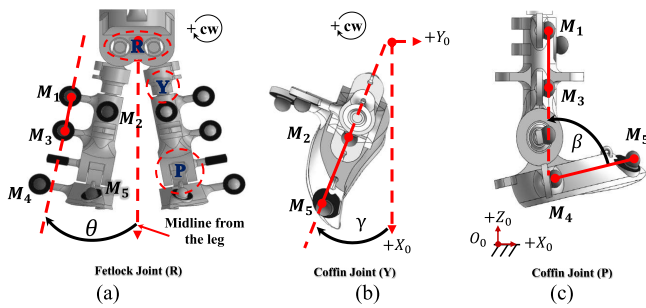 + cw
R
Y
P
M1
M2
M3
M4
M5
θ
Midline from
the leg
Fetlock Joint (R)
(a)
+ cw
+Y0
M2
M5
γ
+X0
Coffin Joint (Y)
(b)
M1
M3
M5
β
M4
+Z0
O0
+X0
Coffin Joint (P)
(c)